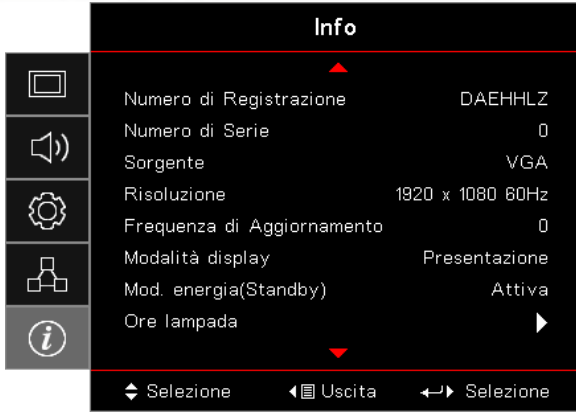 Info
Numero di Registrazione DAEHHLZ
Numero di Serie 0
Sorgente VGA
Risoluzione 1920 x 1080 60Hz
Frequenza di Aggiornamento 0
Modalità display Presentazione
Mod. energia(Standby) Attiva
Ore lampada
Selezione Uscita Selezione